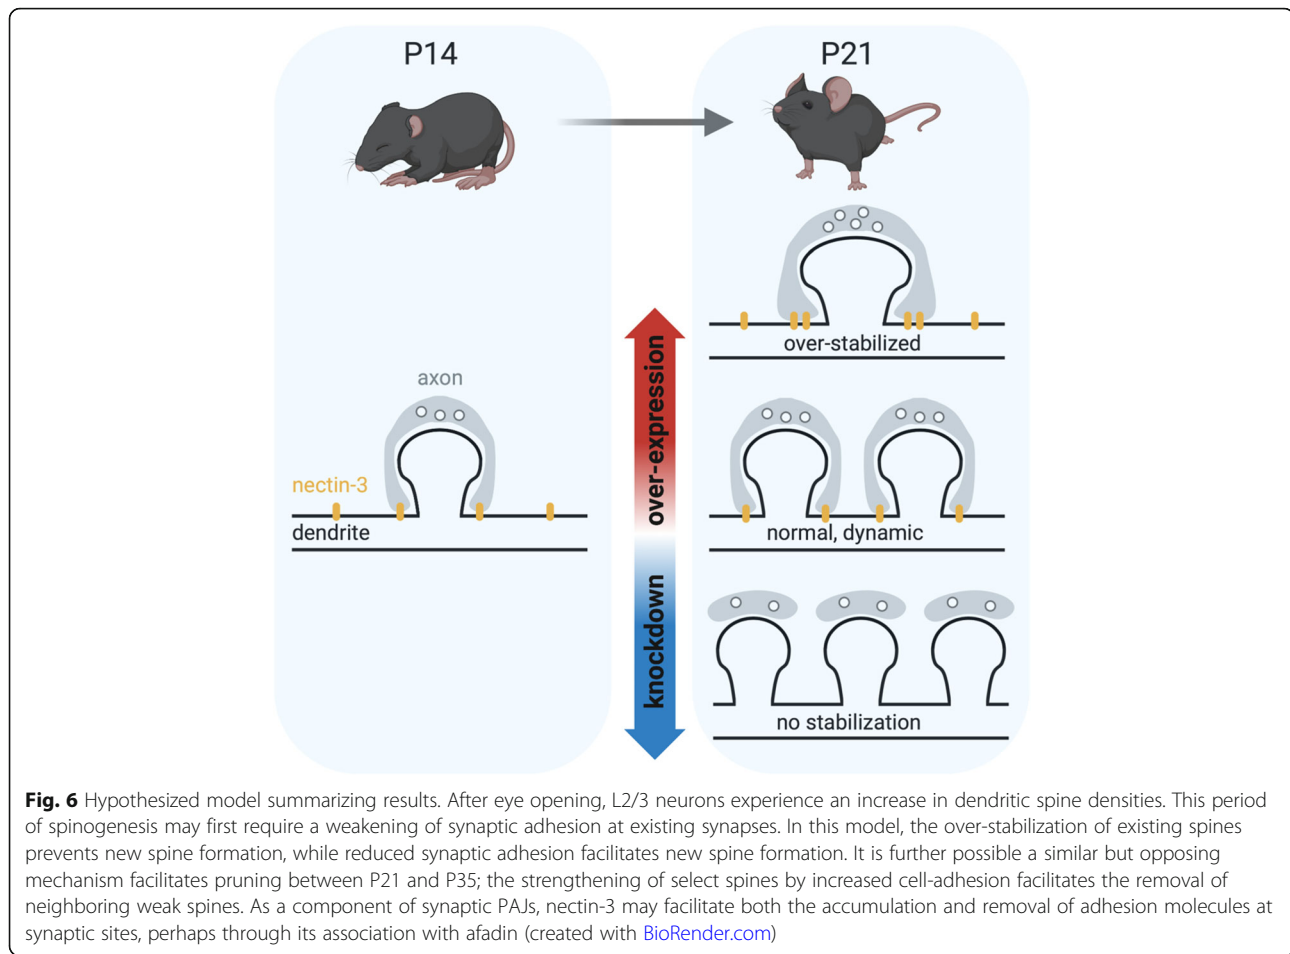 P14
P21
over-stabilized
axon
nectin-3
dendrite
over-expression
knockdown
normal, dynamic
no stabilization
Fig. 6 Hypothesized model summarizing results. After eye opening, L2/3 neurons experience an increase in dendritic spine densities. This period
of spinogenesis may first require a weakening of synaptic adhesion at existing synapses. In this model, the over-stabilization of existing spines
prevents new spine formation, while reduced synaptic adhesion facilitates new spine formation. It is further possible a similar but opposing
mechanism facilitates pruning between P21 and P35; the strengthening of select spines by increased cell-adhesion facilitates the removal of
neighboring weak spines. As a component of synaptic PAJs, nectin-3 may facilitate both the accumulation and removal of adhesion molecules at
synaptic sites, perhaps through its association with afadin (created with BioRender.com)